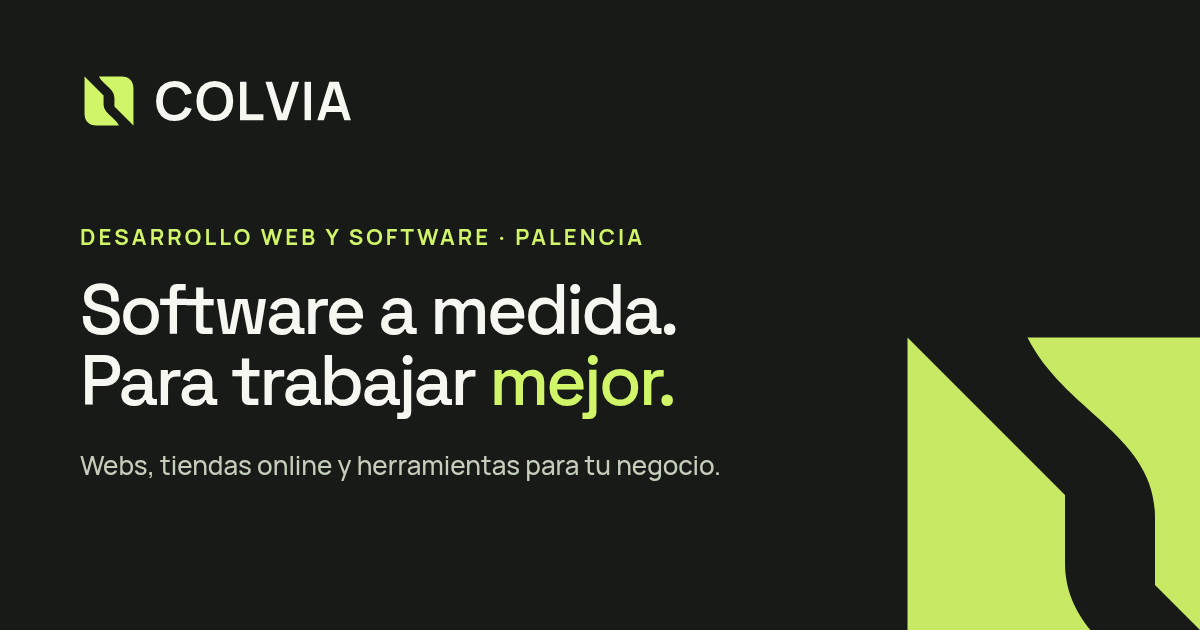 COLVIA
DESARROLLO WEB Y SOFTWARE · PALENCIA
Software a medida.
Para trabajar mejor.
Webs, tiendas online y herramientas para tu negocio.